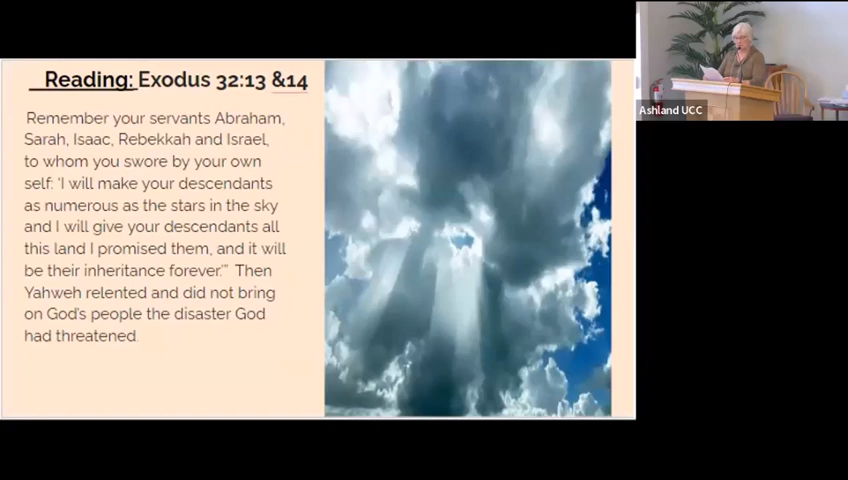 Reading: Exodus 32:13 &14
Remember your servants Abraham,
Sarah, Isaac, Rebekkah and Israel,
to whom you swore by your own
self: 'I will make your descendants
as numerous as the stars in the sky
and I will give your descendants all
this land I promised them, and it will
be their inheritance forever.'" Then
Yahweh relented and did not bring
on God's people the disaster God
had threatened.
Ashland UCC